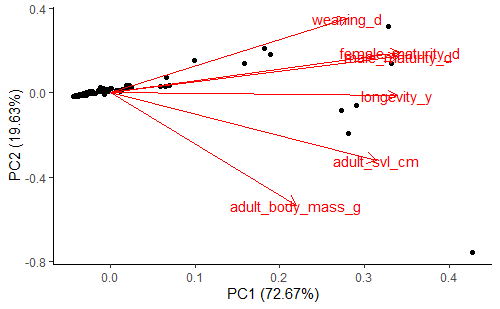 0.4
weaning_d
female_maturity_d
male_maturity_d
0.0
longevity_y
PC2 (19.63%)
adult_svl_cm
-0.4
adult_body_mass_g
-0.8
0.0 0.1 0.2 0.3 0.4
PC1 (72.67%)